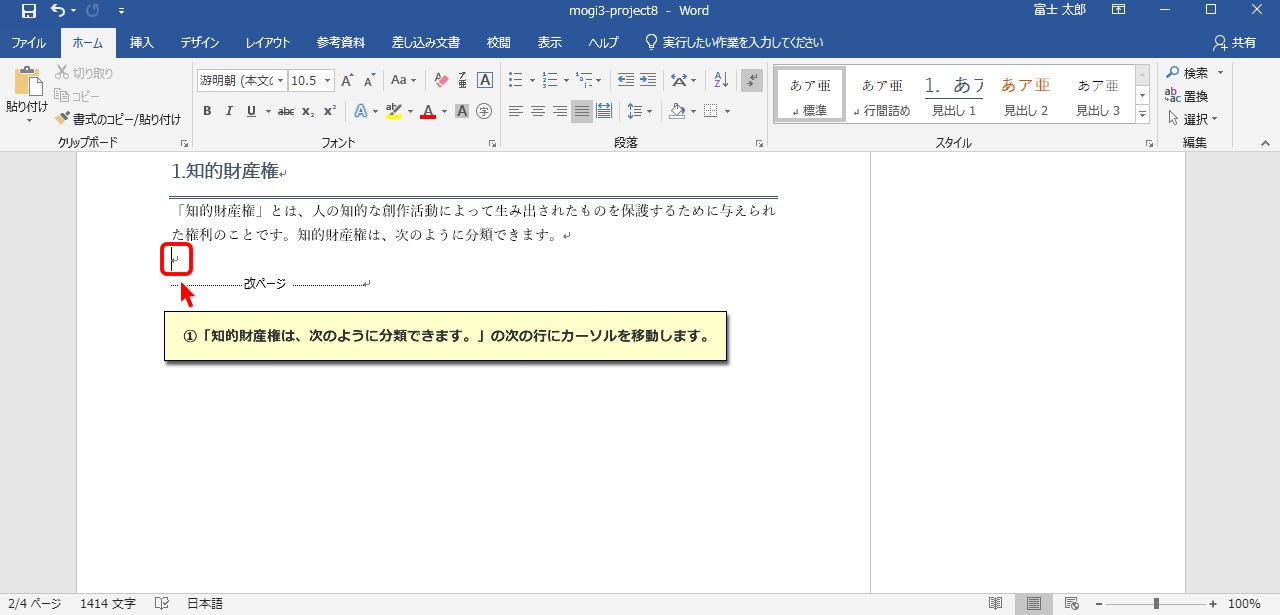 mogi3-project8 - Word
富士 太郎
ファイル ホーム 挿入 デザイン レイアウト 参考資料 差し込み文書 校閲 表示 ヘルプ 実行したい作業を入力してください 共有
貼り付け
切り取り
コピー
書式のコピー/貼り付け
クリップボード
游明朝 (本文の 10.5
A A Aa A
B I U abc x₂ x² A ab A A 字
フォント
段落
あア亜 あア亜 1. あア あア亜 あア亜
↲ 標準 ↲ 行間詰め 見出し 1 見出し 2 見出し 3
スタイル
検索
置換
選択
編集
1.知的財産権↵
「知的財産権」とは、人の知的な創作活動によって生み出されたものを保護するために与えられ
た権利のことです。知的財産権は、次のように分類できます。↵
↵
改ページ↵
①「知的財産権は、次のように分類できます。」の次の行にカーソルを移動します。
2/4 ページ 1414 文字 日本語 － + 100%